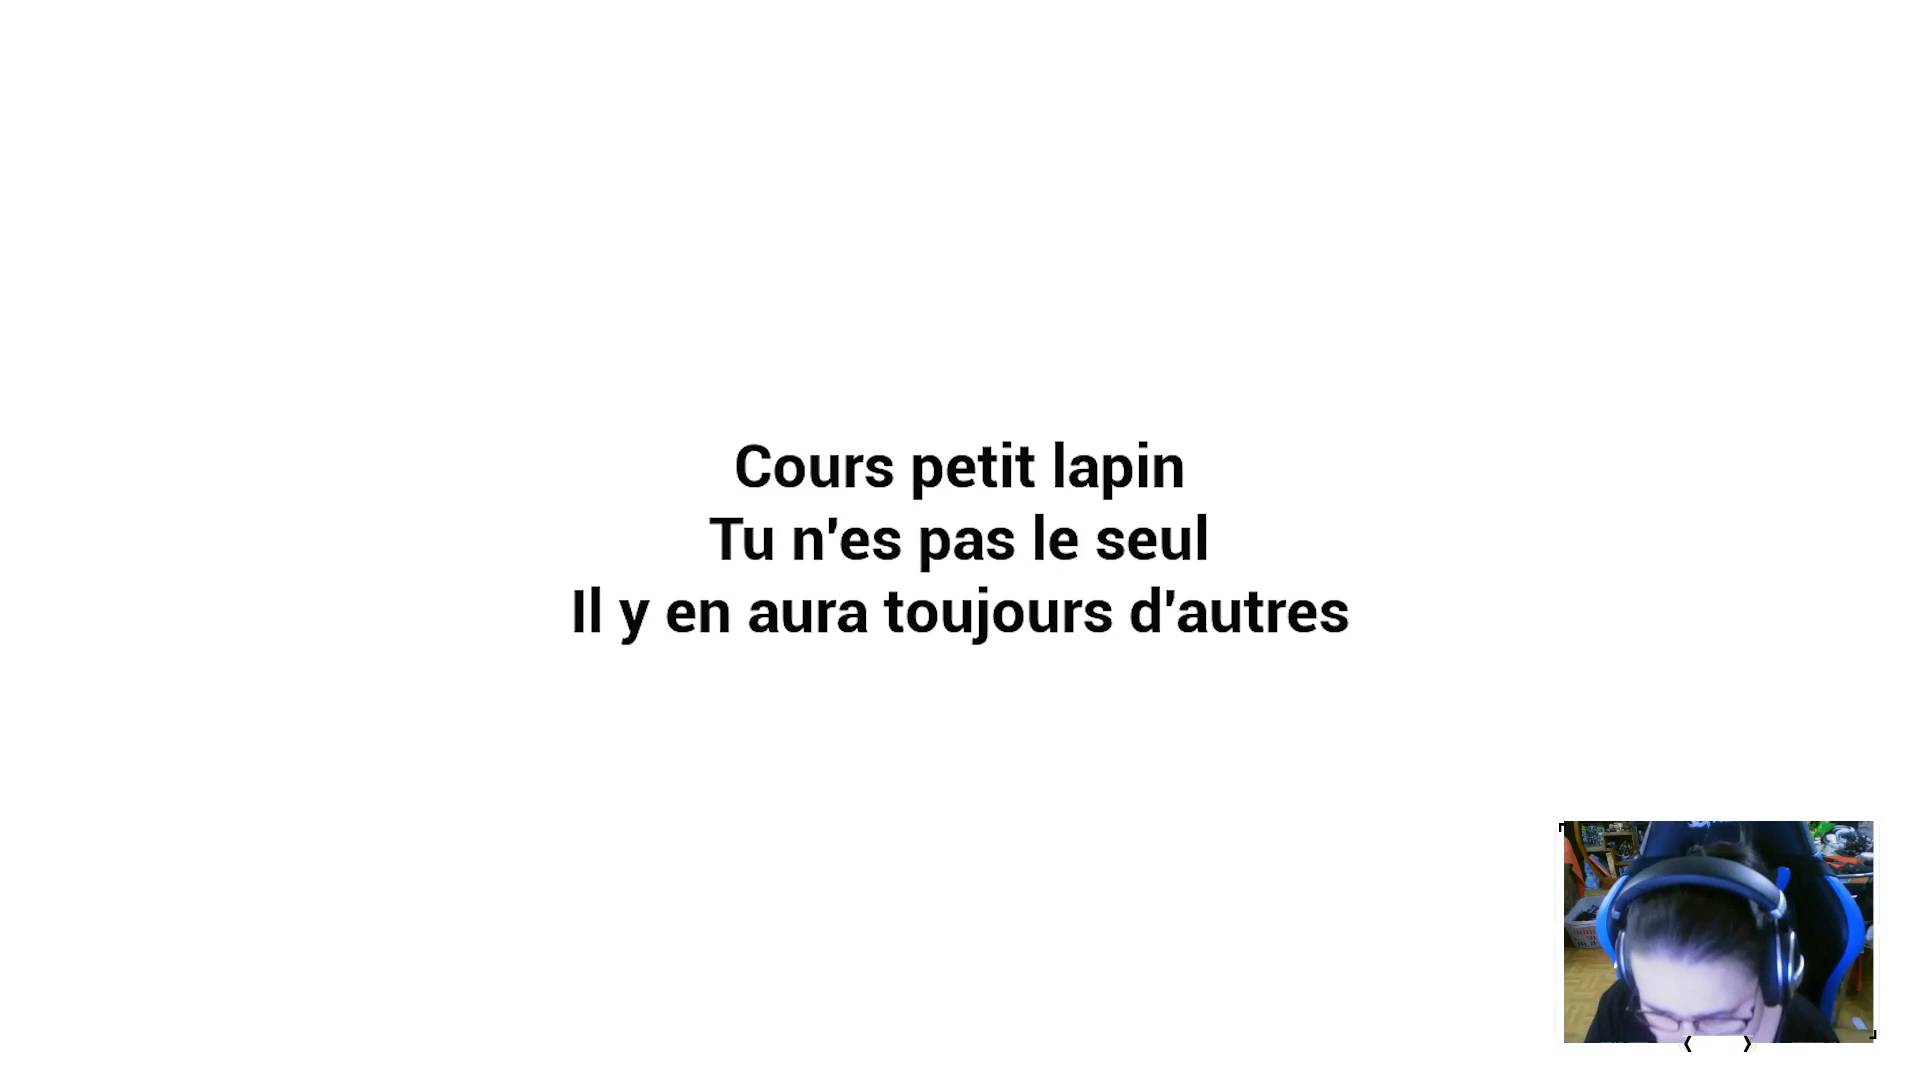 Cours petit lapin
Tu n'es pas le seul
Il y en aura toujours d'autres